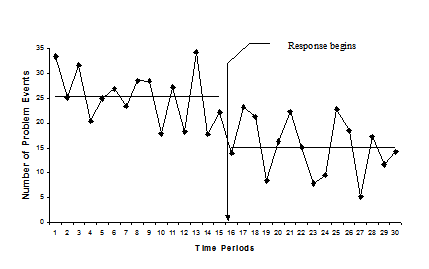 Response begins
35
30
25
20
15
10
5
0
Number of Problem Events
1 2 3 4 5 6 7 8 9 10 11 12 13 14 15 16 17 18 19 20 21 22 23 24 25 26 27 28 29 30
Time Periods